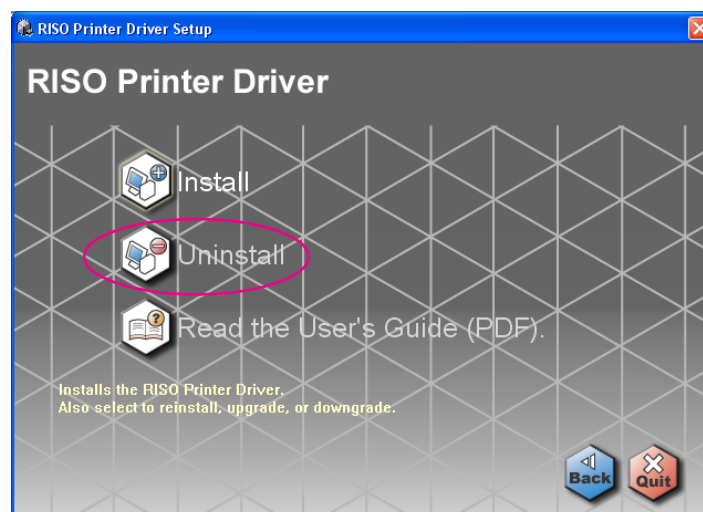 RISO Printer Driver Setup
RISO Printer Driver
Install
Uninstall
Read the User's Guide (PDF).
Installs the RISO Printer Driver.
Also select to reinstall, upgrade, or downgrade.
Back
Quit